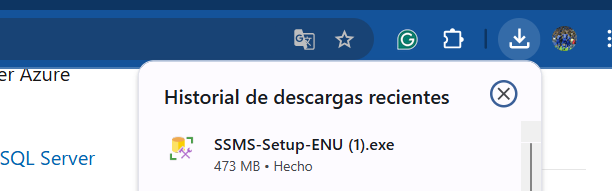 er Azure
Historial de descargas recientes
SSMS-Setup-ENU (1).exe
SQL Server
473 MB • Hecho